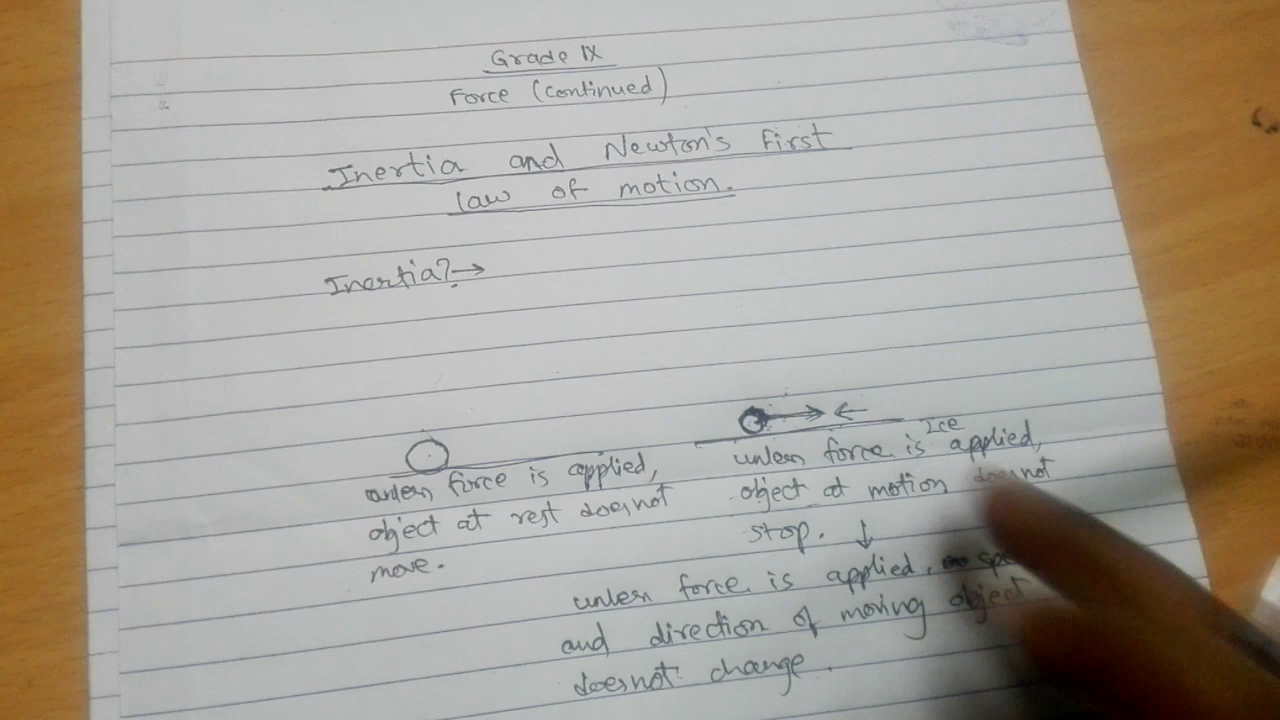 Grade IX
Force (continued)
Inertia and Newton's First
law of motion.
Inertia? →
Ice
unless force is applied,
object at rest does not
move.
unless force is applied,
object at motion does not
stop. ↓
unless force is applied,
and direction of moving object
does not change.